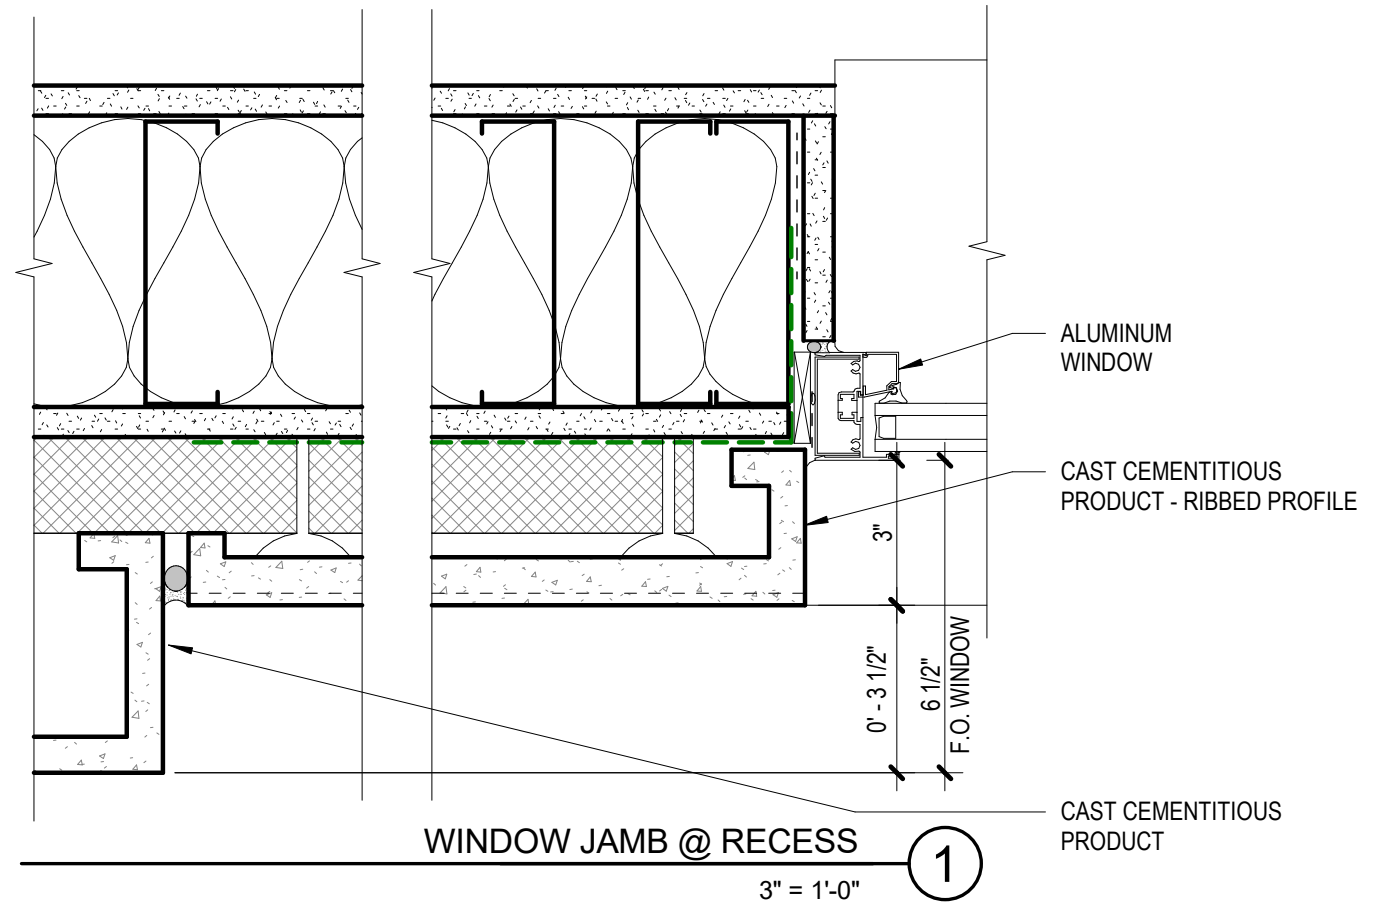 ALUMINUM
WINDOW
CAST CEMENTITIOUS
PRODUCT - RIBBED PROFILE
3"
0' - 3 1/2"
6 1/2"
F.O. WINDOW
CAST CEMENTITIOUS
PRODUCT
WINDOW JAMB @ RECESS
1
3" = 1'-0"